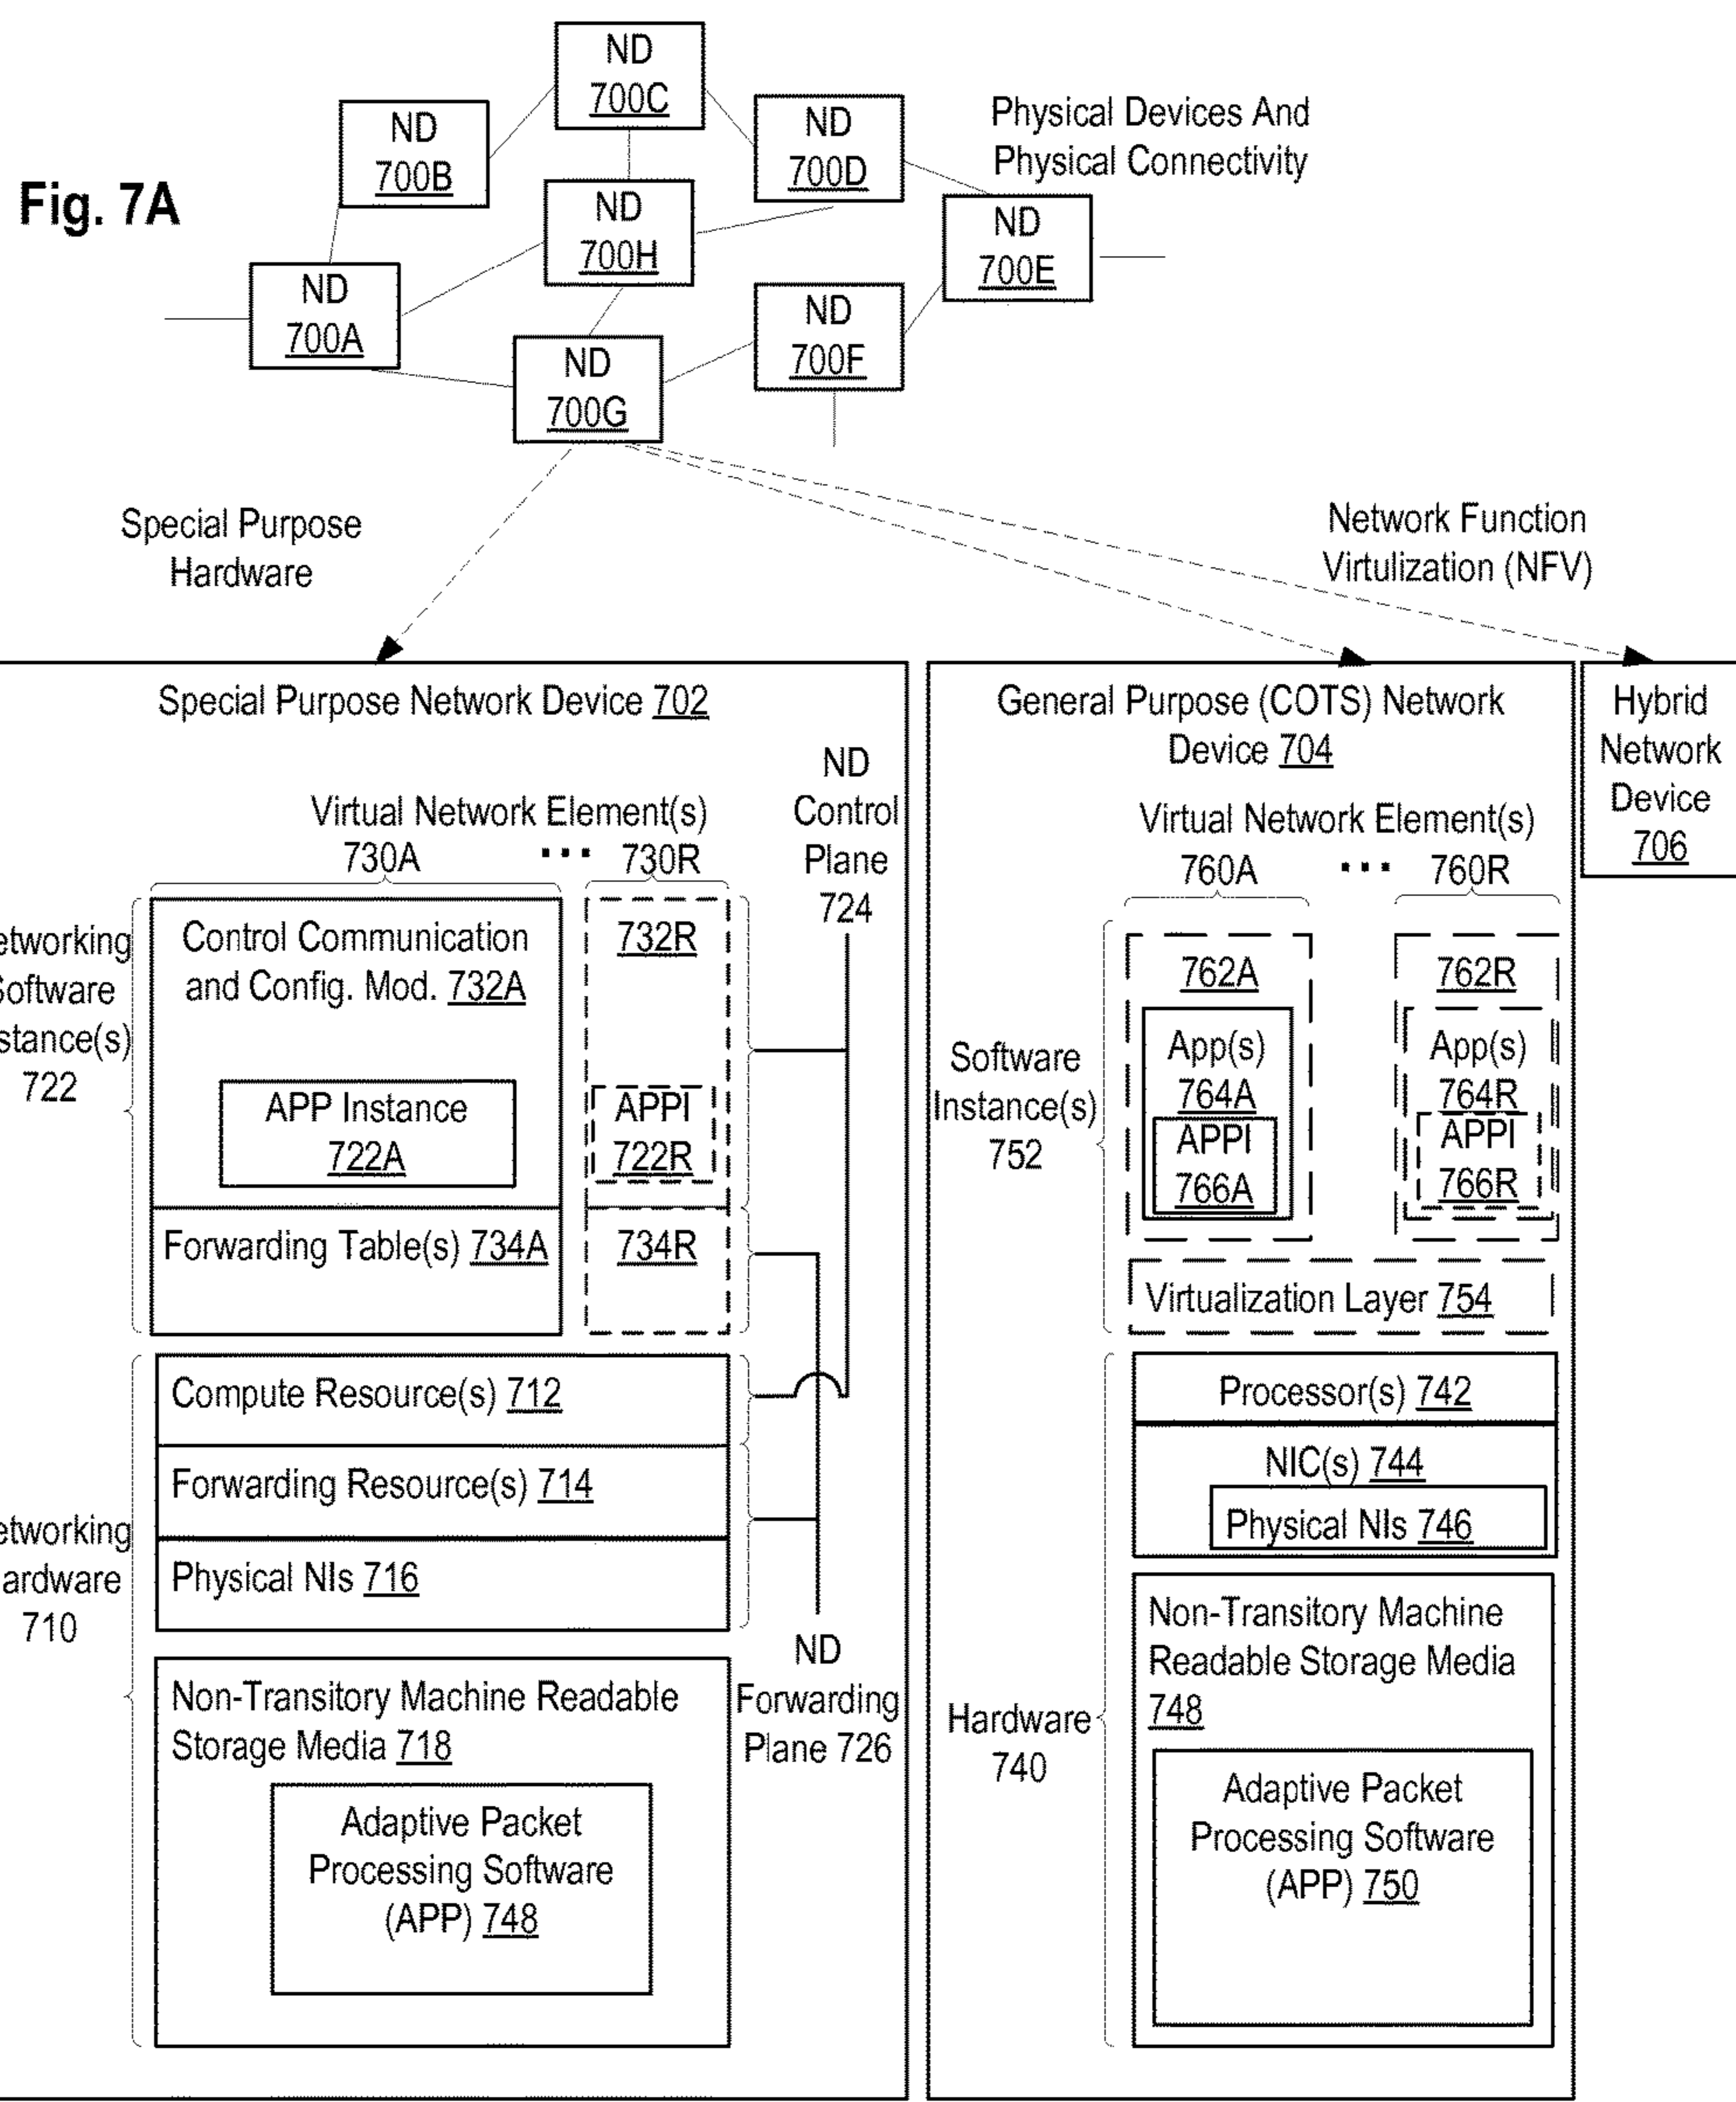 Fig. 7A
ND
700C
ND
700B
ND
700D
Physical Devices And
Physical Connectivity
ND
700H
ND
700E
ND
700A
ND
700F
ND
700G
Special Purpose
Hardware
Network Function
Virtulization (NFV)
Special Purpose Network Device 702
ND
Control
Plane
724
Virtual Network Element(s)
730A ... 730R
etworking
oftware
stance(s)
722
Control Communication
and Config. Mod. 732A
732R
APP Instance
722A
APPI
722R
Forwarding Table(s) 734A
734R
etworking
ardware
710
Compute Resource(s) 712
Forwarding Resource(s) 714
Physical NIs 716
ND
Forwarding
Plane 726
Non-Transitory Machine Readable
Storage Media 718
Adaptive Packet
Processing Software
(APP) 748
General Purpose (COTS) Network
Device 704
Virtual Network Element(s)
760A ... 760R
Software
Instance(s)
752
762A
App(s)
764A
APPI
766A
762R
App(s)
764R
APPI
766R
Virtualization Layer 754
Hardware
740
Processor(s) 742
NIC(s) 744
Physical NIs 746
Non-Transitory Machine
Readable Storage Media
748
Adaptive Packet
Processing Software
(APP) 750
Hybrid
Network
Device
706